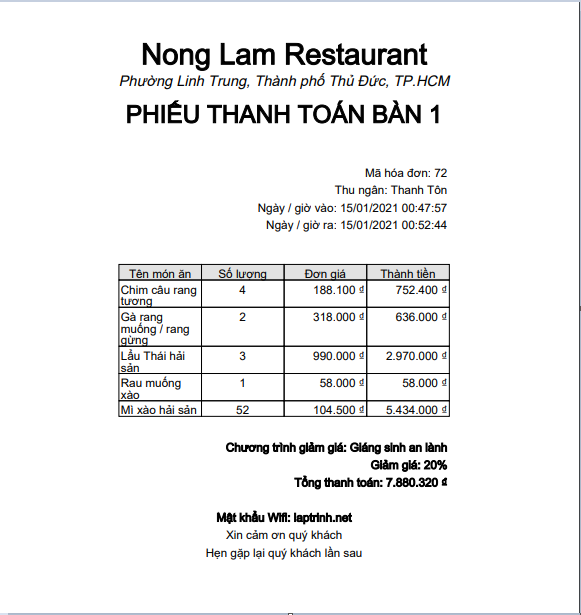 Nong Lam Restaurant
Phường Linh Trung, Thành phố Thủ Đức, TP.HCM
PHIẾU THANH TOÁN BÀN 1
Mã hóa đơn: 72
Thu ngân: Thanh Tôn
Ngày / giờ vào: 15/01/2021 00:47:57
Ngày / giờ ra: 15/01/2021 00:52:44
Tên món ăn Số lượng Đơn giá Thành tiền
Chim câu rang 4 188.100 đ 752.400 đ
tương
Gà rang 2 318.000 đ 636.000 đ
muống / rang
gừng
Lẩu Thái hải 3 990.000 đ 2.970.000 đ
sản
Rau muống 1 58.000 đ 58.000 đ
xào
Mì xào hải sản 52 104.500 đ 5.434.000 đ
Chương trình giảm giá: Giáng sinh an lành
Giảm giá: 20%
Tổng thanh toán: 7.880.320 đ
Mật khẩu Wifi: laptrinh.net
Xin cảm ơn quý khách
Hẹn gặp lại quý khách lần sau